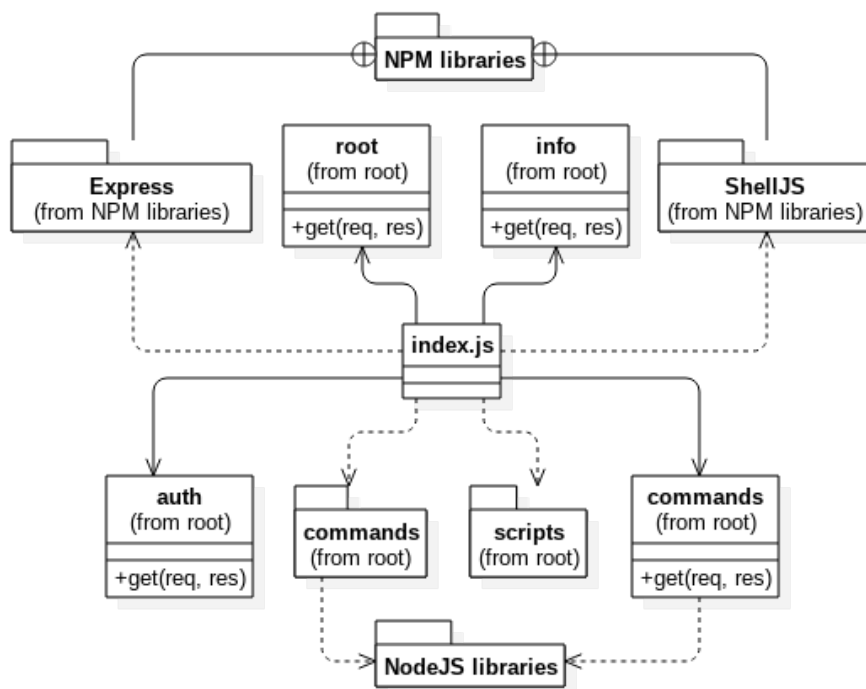 NPM libraries
root
(from root)
+get(req, res)
info
(from root)
+get(req, res)
Express
(from NPM libraries)
ShellJS
(from NPM libraries)
index.js
auth
(from root)
+get(req, res)
commands
(from root)
scripts
(from root)
commands
(from root)
+get(req, res)
NodeJS libraries